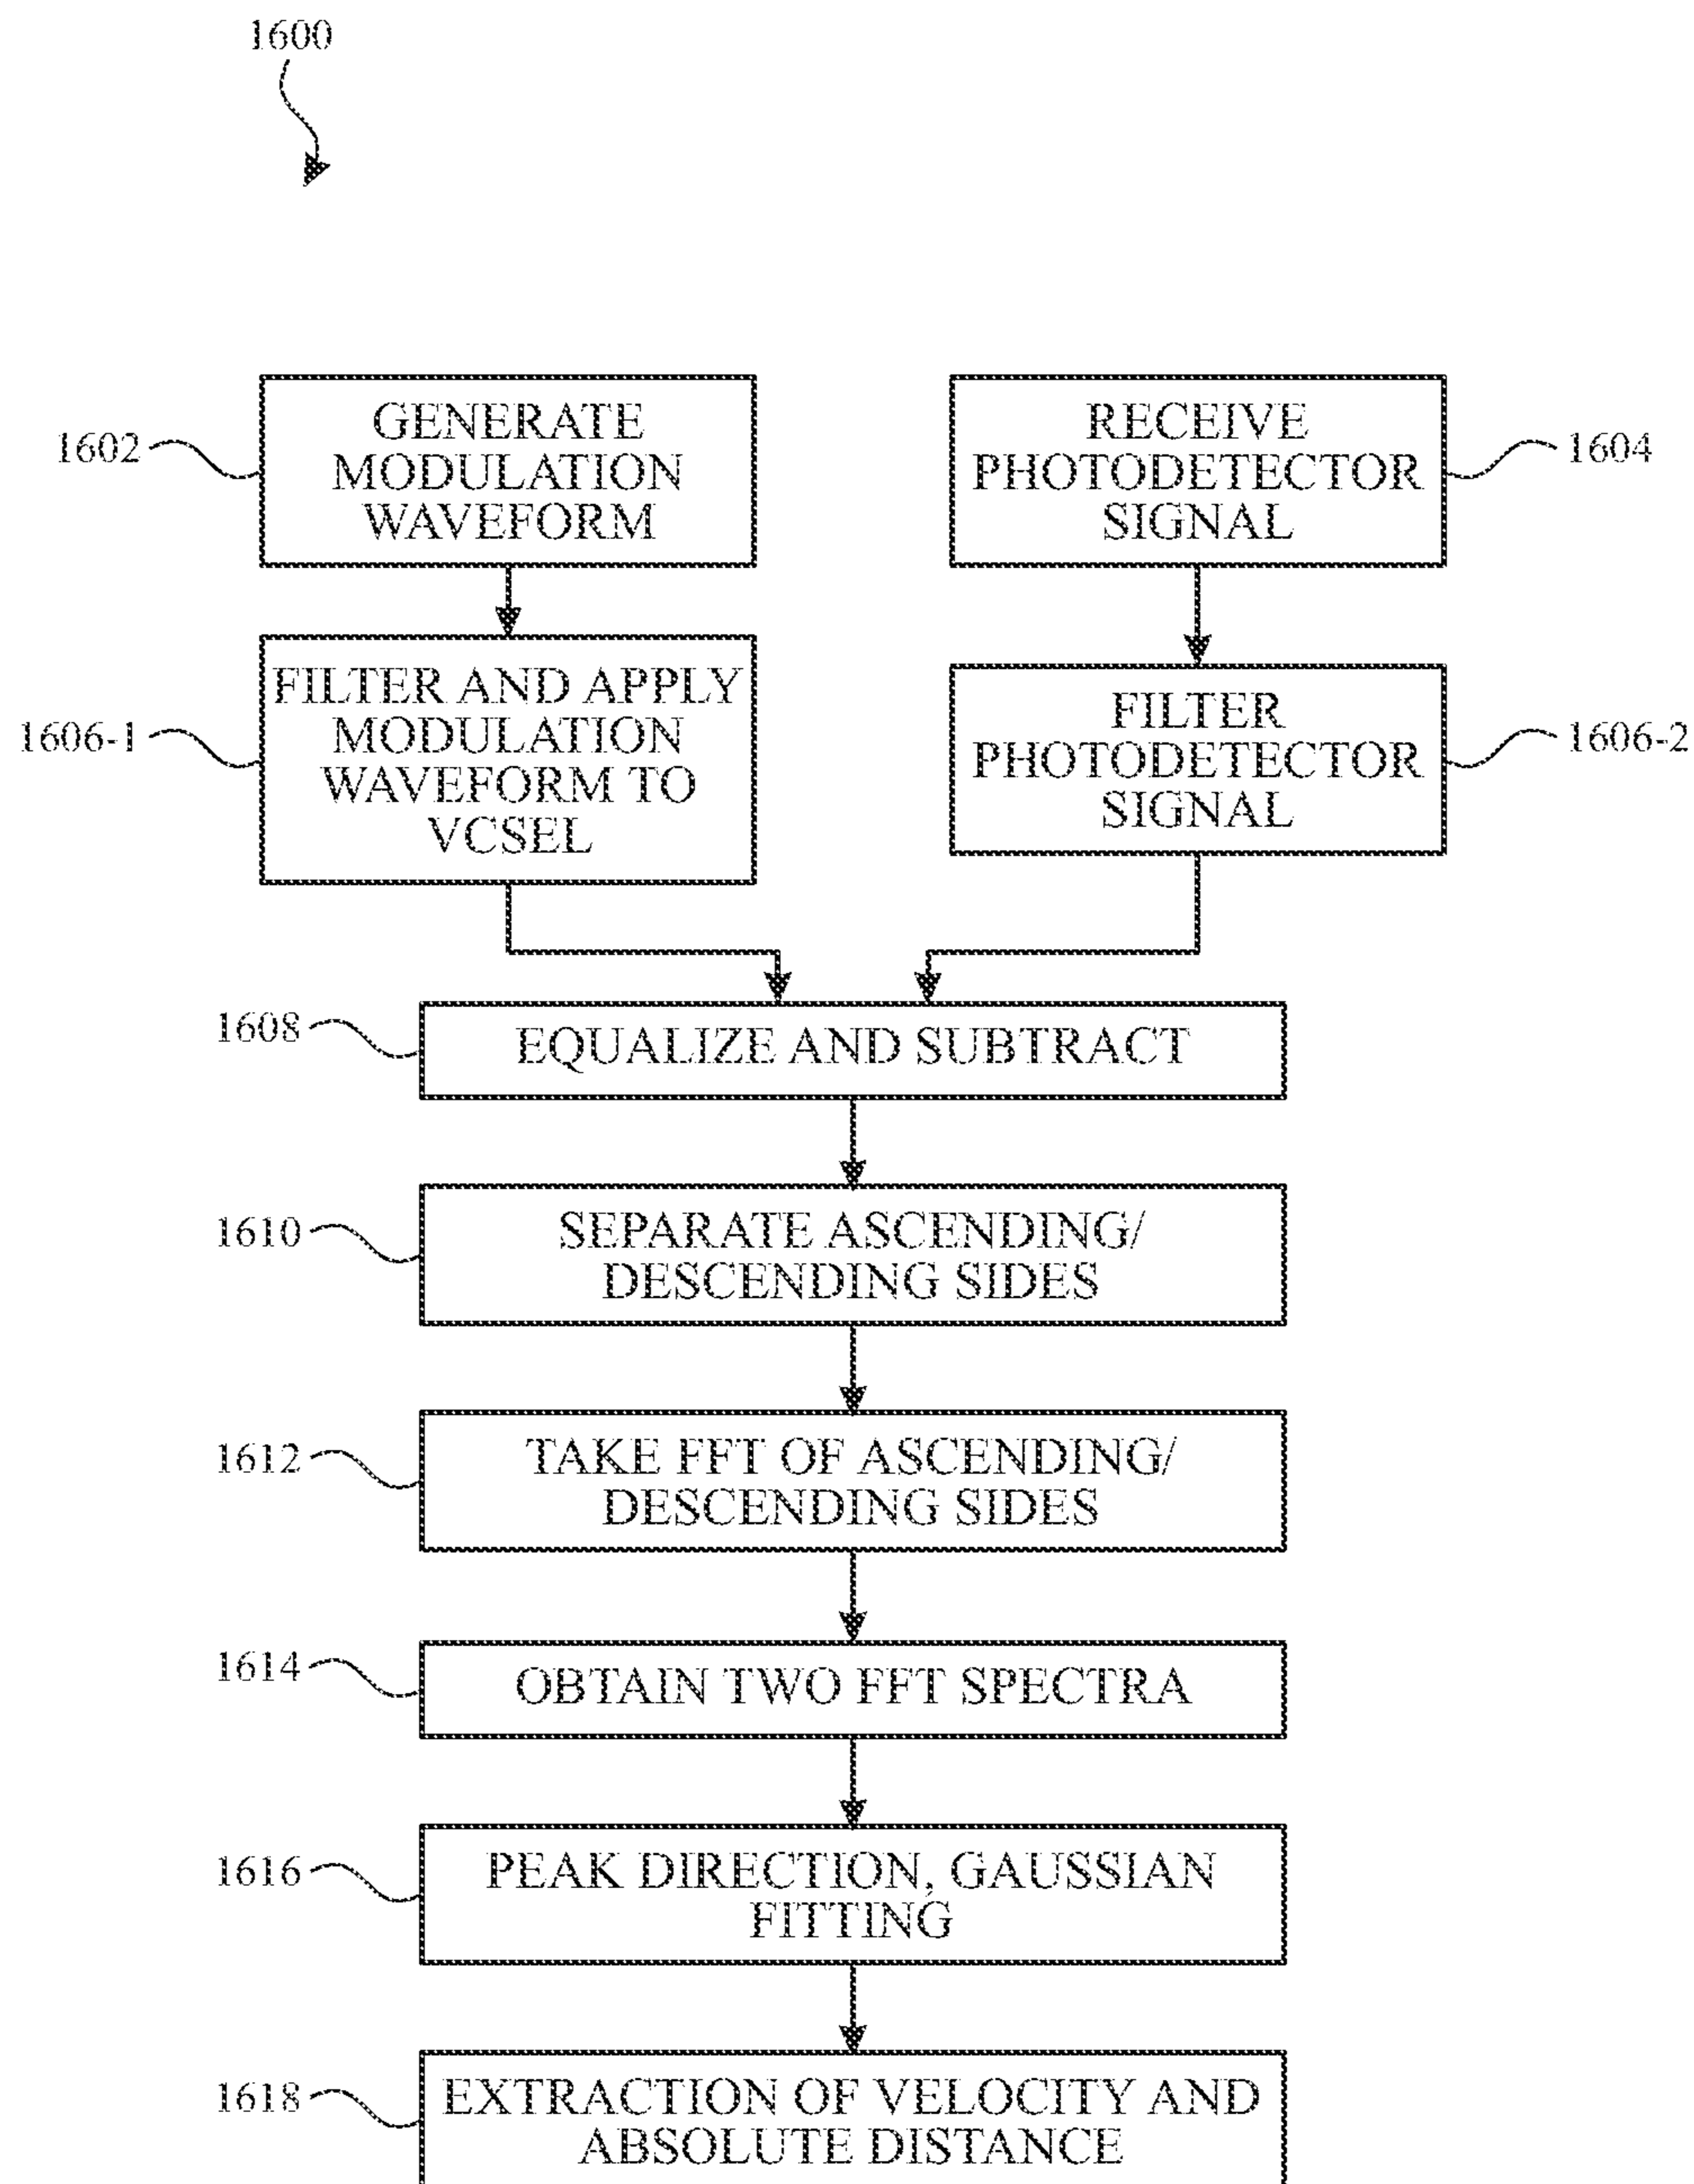 1600
1602
GENERATE
MODULATION
WAVEFORM
RECEIVE
PHOTODETECTOR
SIGNAL
1604
1606-1
FILTER AND APPLY
MODULATION
WAVEFORM TO
VCSEL
FILTER
PHOTODETECTOR
SIGNAL
1606-2
1608
EQUALIZE AND SUBTRACT
1610
SEPARATE ASCENDING/
DESCENDING SIDES
1612
TAKE FFT OF ASCENDING/
DESCENDING SIDES
1614
OBTAIN TWO FFT SPECTRA
1616
PEAK DIRECTION, GAUSSIAN
FITTING
1618
EXTRACTION OF VELOCITY AND
ABSOLUTE DISTANCE